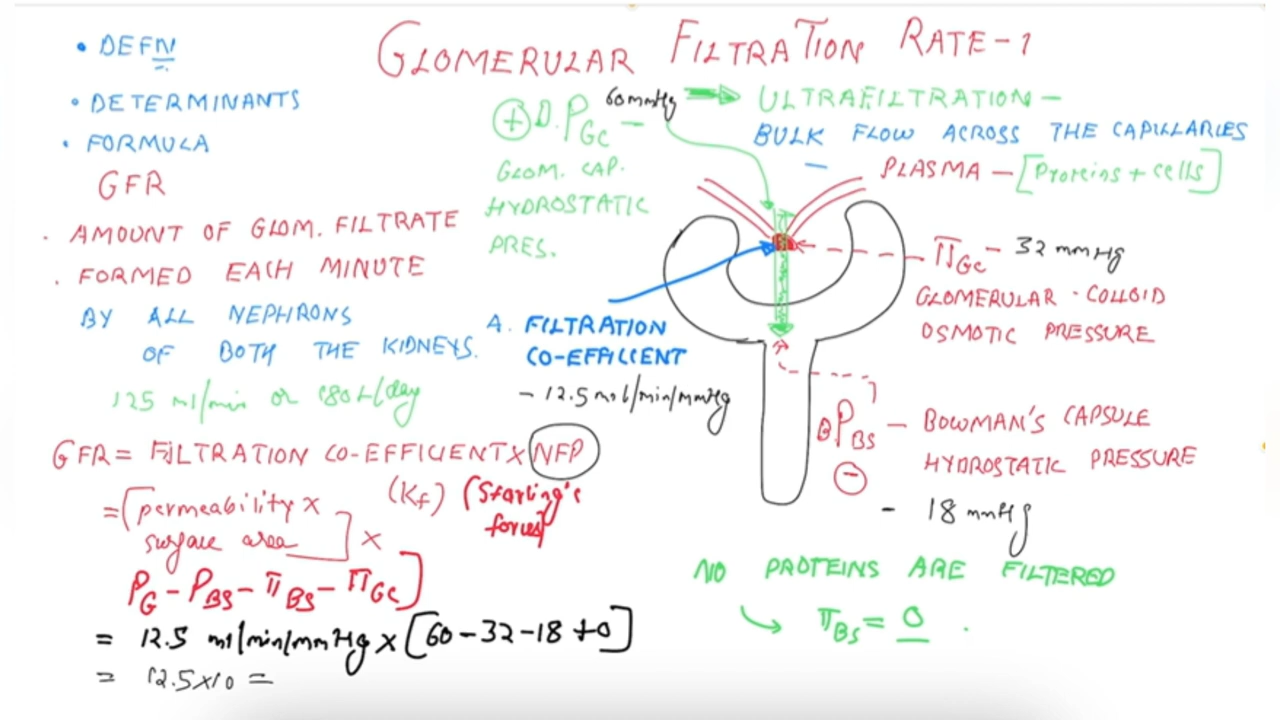 GLOMERULAR FILTRATION RATE-1
• DEFN
• DETERMINANTS
• FORMULA
GFR
. AMOUNT OF GLOM. FILTRATE
. FORMED EACH MINUTE
BY ALL NEPHRONS
OF BOTH THE KIDNEYS.
125 ml/min or 180 L/day
GFR = FILTRATION CO-EFFICIENT X NFP
(Kf) (Starling's
forces)
= [permeability x
surface area] x
PG - PBS - πBS - πGC]
= 12.5 ml/min/mmHg x [60-32-18+0]
= 12.5x10 =
⊕ D. PGC - 60mmHg
GLOM. CAP.
HYDROSTATIC
PRES.
A. FILTRATION
CO-EFFICIENT
- 12.5 ml/min/mmHg
ULTRAFILTRATION -
BULK FLOW ACROSS THE CAPILLARIES
- PLASMA - [Proteins + cells]
πGC - 32 mmHg
GLOMERULAR . COLLOID
OSMOTIC PRESSURE
B PBS - BOWMAN'S CAPSULE
⊖ HYDROSTATIC PRESSURE
- 18 mmHg
NO PROTEINS ARE FILTERED
↳ πBS = 0 .